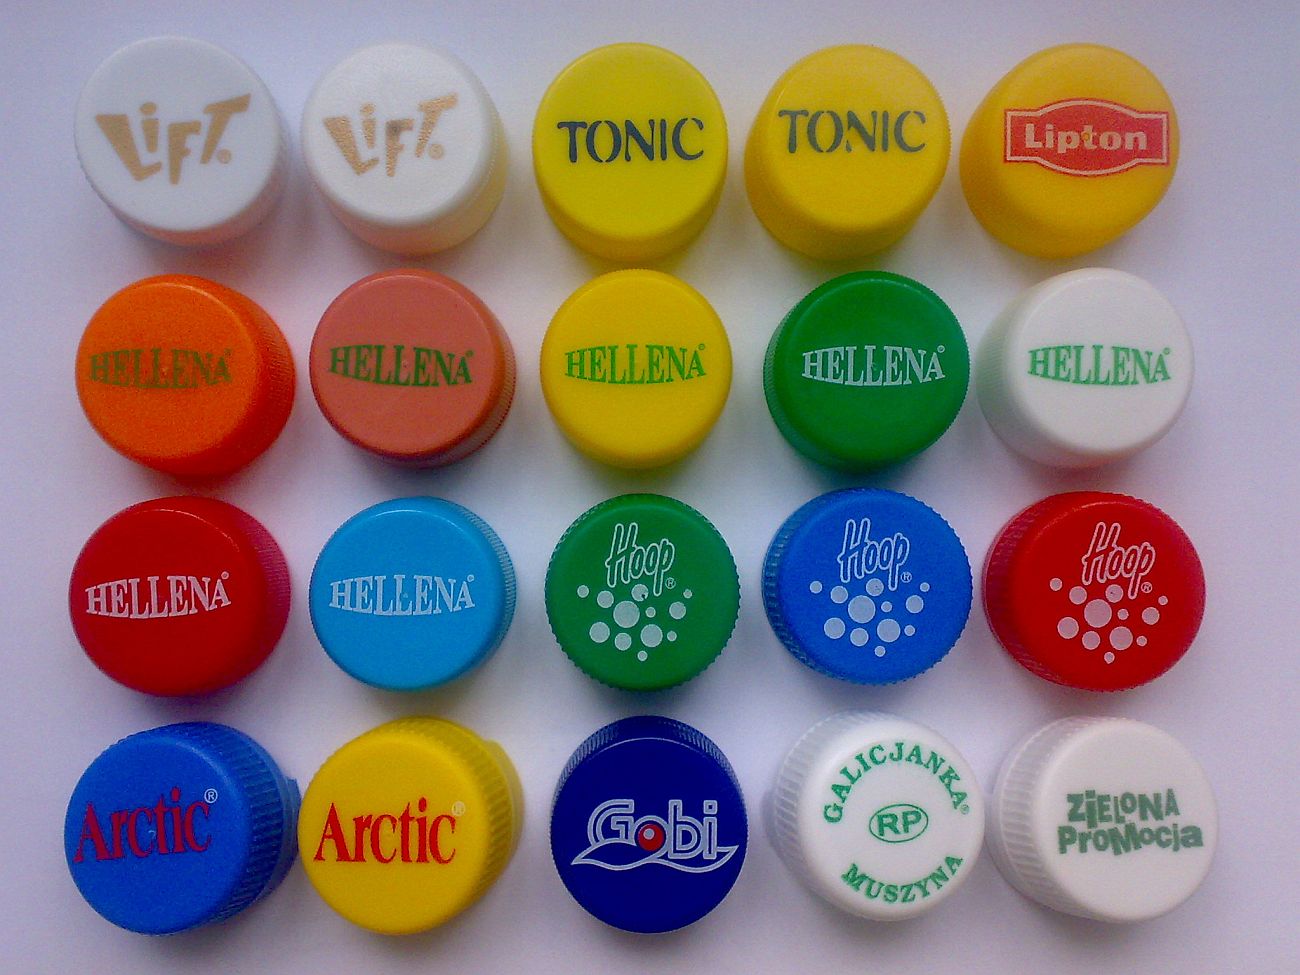 LiFT®
LiFT®
TONIC
TONIC
Lipton
HELLENA®
HELLENA®
HELLENA®
HELLENA®
HELLENA®
HELLENA®
HELLENA®
Hoop®
Hoop®
Hoop®
Arctic®
Arctic®
Gobi
GALICJANKA®
RP
MUSZYNA
ZiELONA
ProMocja